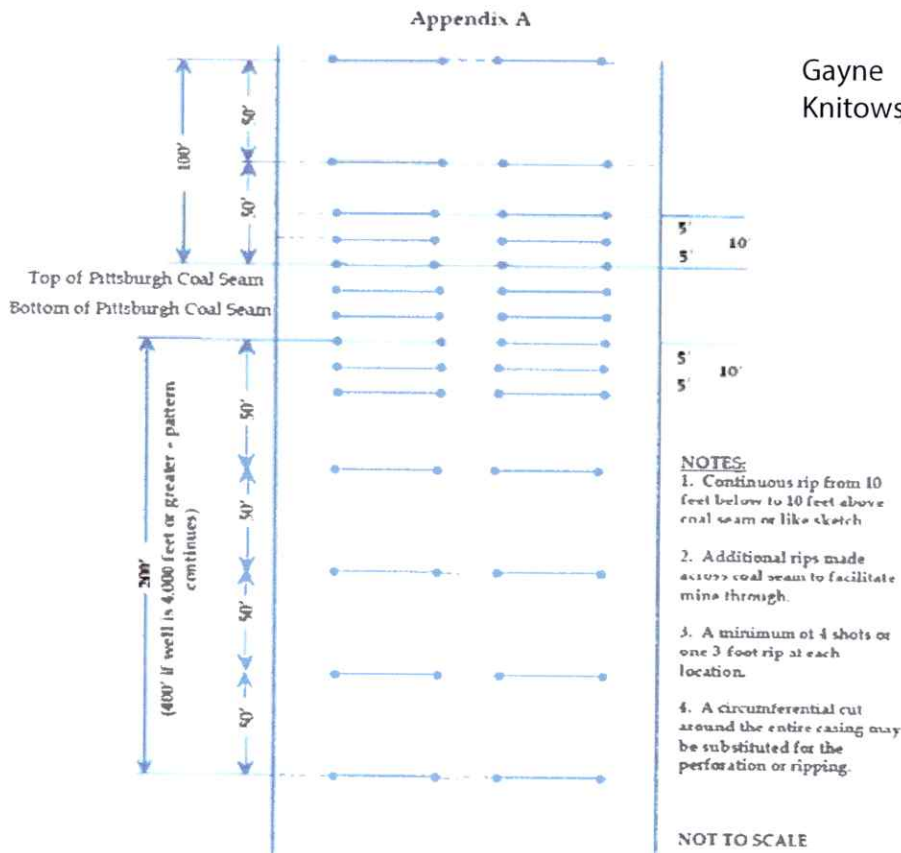 Appendix A
Gayne
Knitows
100'
50'
50'
5'
10'
5'
Top of Pittsburgh Coal Seam
Bottom of Pittsburgh Coal Seam
5'
10'
5'
200'
(400' if well is 4,000 feet or greater - pattern
continues)
50'
50'
50'
50'
NOTES:
1. Continuous rip from 10
feet below to 10 feet above
coal seam or like sketch.
2. Additional rips made
across coal seam to facilitate
mine through.
3. A minimum of 4 shots or
one 3 foot rip at each
location.
4. A circumferential cut
around the entire casing may
be substituted for the
perforation or ripping.
NOT TO SCALE